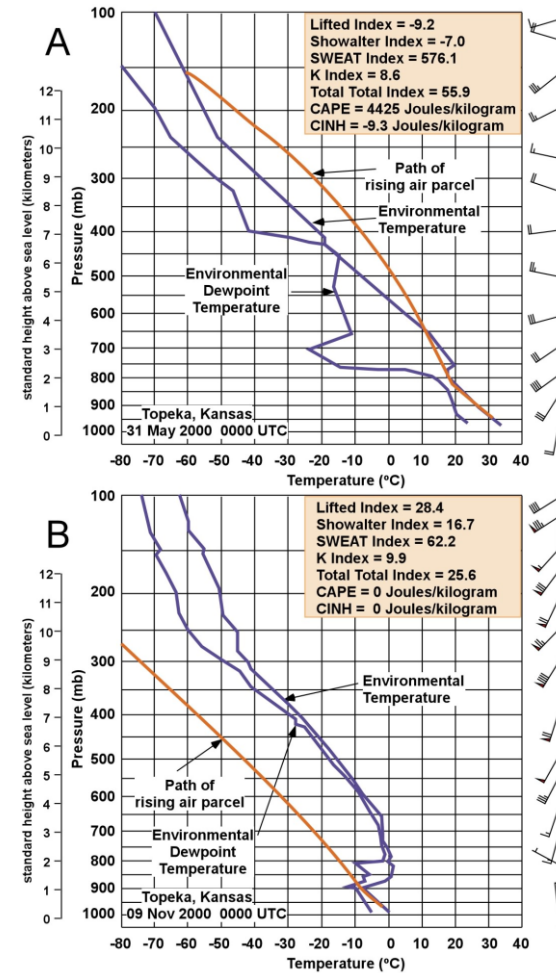 A
Lifted Index = -9.2
Showalter Index = -7.0
SWEAT Index = 576.1
K Index = 8.6
Total Total Index = 55.9
CAPE = 4425 Joules/kilogram
CINH = -9.3 Joules/kilogram
standard height above sea level (kilometers)
12
11
10
9
8
7
6
5
4
3
2
1
0
Pressure (mb)
100
200
300
400
500
600
700
800
900
1000
Path of
rising air parcel
Environmental
Temperature
Environmental
Dewpoint
Temperature
Topeka, Kansas
31 May 2000 0000 UTC
-80 -70 -60 -50 -40 -30 -20 -10 0 10 20 30 40
Temperature (ºC)
B
Lifted Index = 28.4
Showalter Index = 16.7
SWEAT Index = 62.2
K Index = 9.9
Total Total Index = 25.6
CAPE = 0 Joules/kilogram
CINH = 0 Joules/kilogram
standard height above sea level (kilometers)
12
11
10
9
8
7
6
5
4
3
2
1
0
Pressure (mb)
100
200
300
400
500
600
700
800
900
1000
Environmental
Temperature
Path of
rising air parcel
Environmental
Dewpoint
Temperature
Topeka, Kansas
09 Nov 2000 0000 UTC
-80 -70 -60 -50 -40 -30 -20 -10 0 10 20 30 40
Temperature (ºC)